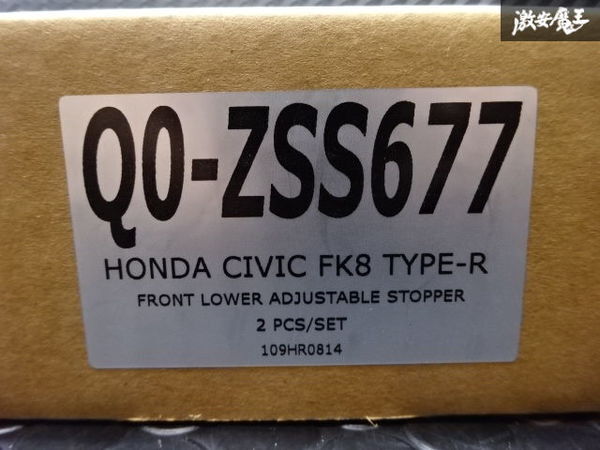 激安魔王
Q0-ZSS677
HONDA CIVIC FK8 TYPE-R
FRONT LOWER ADJUSTABLE STOPPER
2 PCS/SET
109HR0814